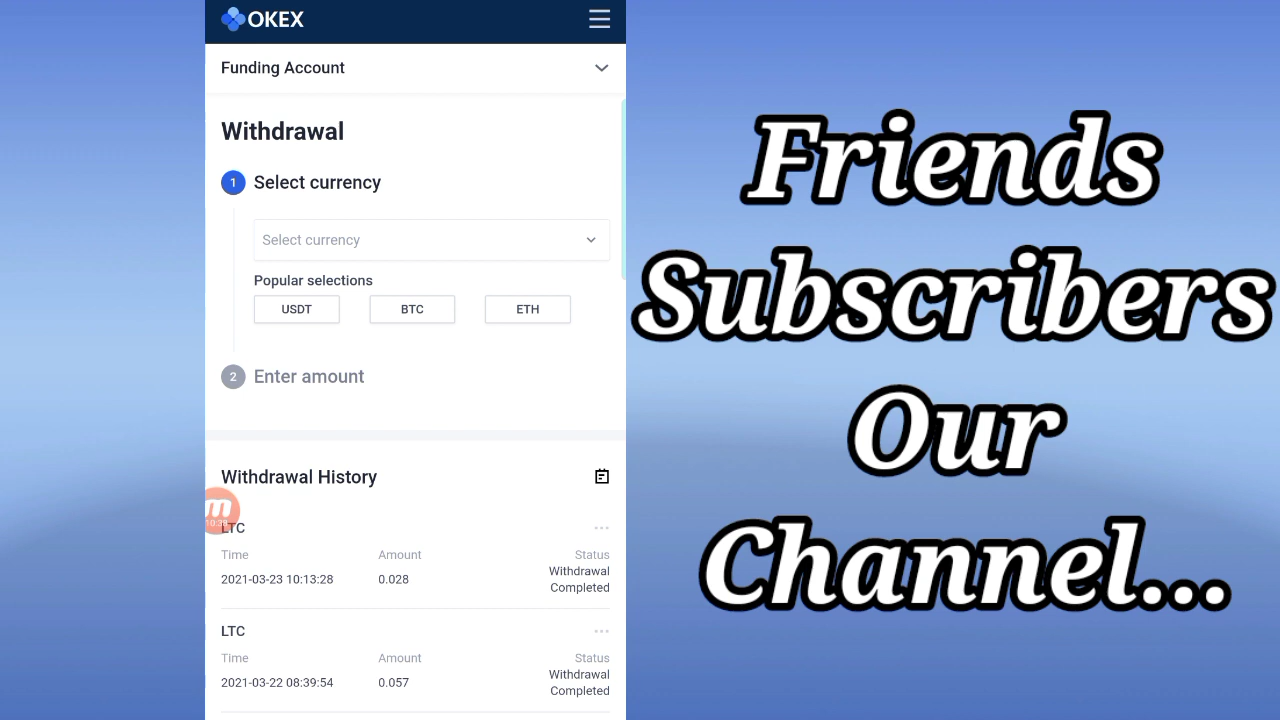 OKEX
Funding Account
Withdrawal
1 Select currency
Select currency
Popular selections
USDT BTC ETH
2 Enter amount
Withdrawal History
m
10:28
LTC
Time Amount Status
2021-03-23 10:13:28 0.028 Withdrawal
Completed
LTC
Time Amount Status
2021-03-22 08:39:54 0.057 Withdrawal
Completed
Friends
Subscribers
Our
Channel...